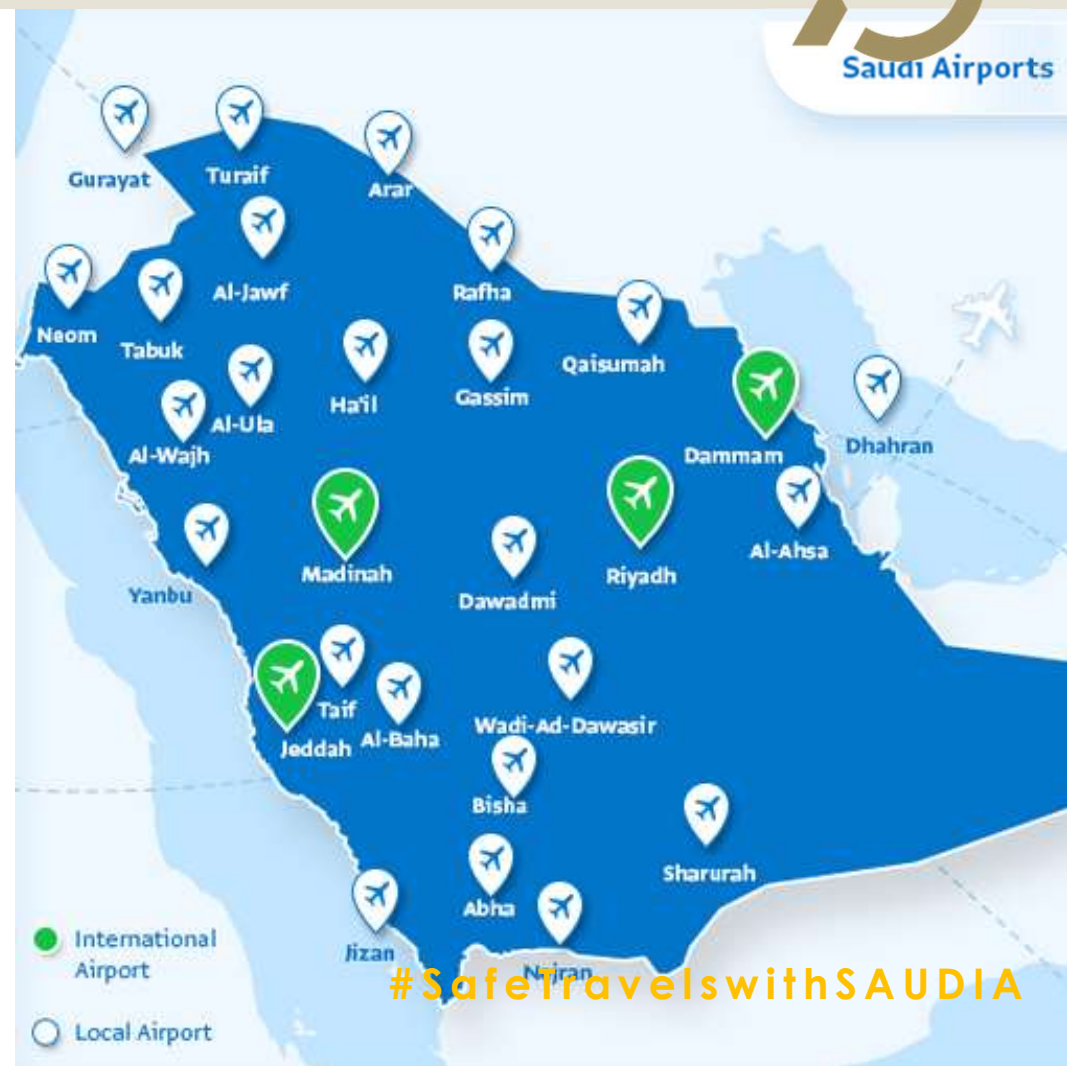 Saudi Airports
Gurayat
Turaif
Arar
Al-Jawf
Rafha
Neom
Tabuk
Qaisumah
Ha'il
Gassim
Al-Ula
Al-Wajh
Dammam
Dhahran
Al-Ahsa
Madinah
Riyadh
Yanbu
Dawadmi
Taif
Al-Baha
Jeddah
Wadi-Ad-Dawasir
Bisha
Sharurah
Abha
Jizan
Najran
International
Airport
#SafeTravelswithSAUDIA
Local Airport